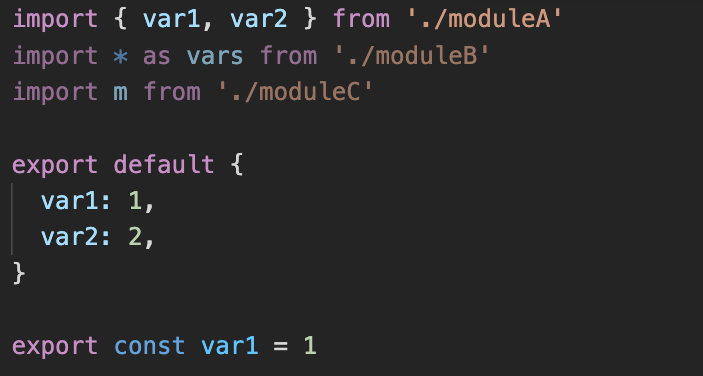 import { var1, var2 } from './moduleA'
import * as vars from './moduleB'
import m from './moduleC'
export default {
  var1: 1,
  var2: 2,
}
export const var1 = 1